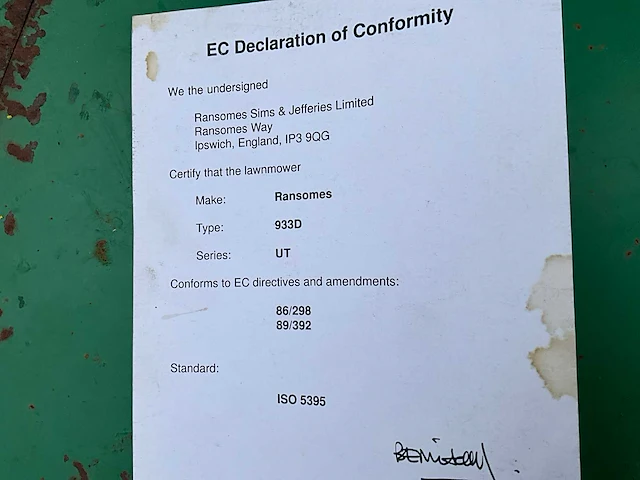 EC Declaration of Conformity
We the undersigned
Ransomes Sims & Jefferies Limited
Ransomes Way
Ipswich, England, IP3 9QG
Certify that the lawnmower
Make: Ransomes
Type: 933D
Series: UT
Conforms to EC directives and amendments:
86/298
89/392
Standard:
ISO 5395